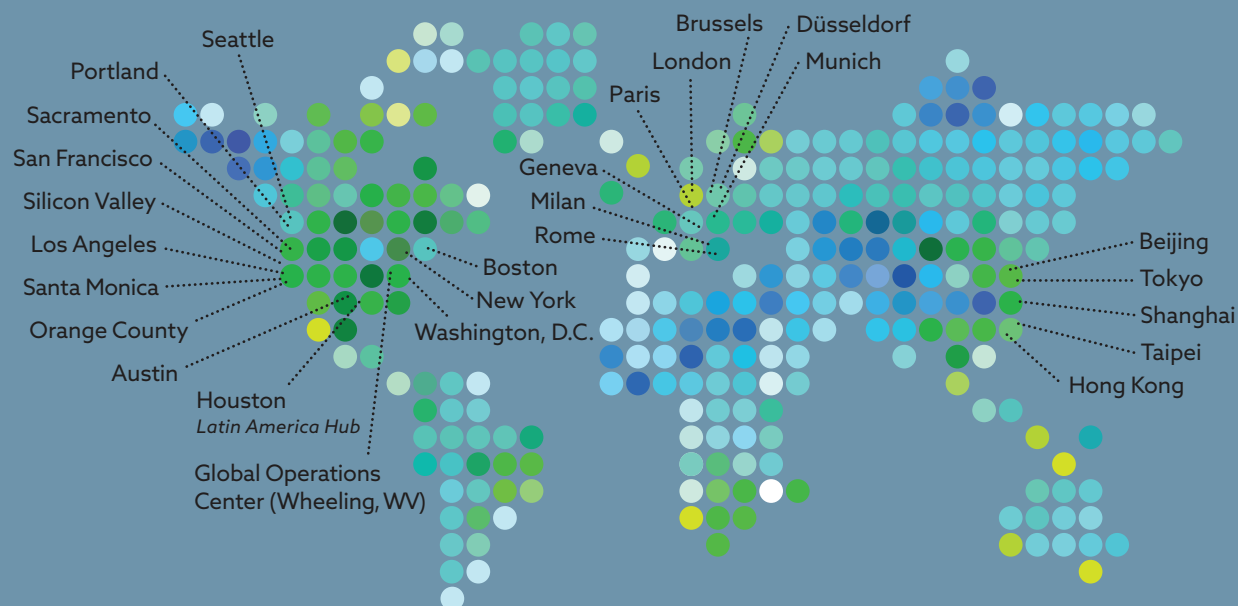 Seattle
Portland
Sacramento
San Francisco
Silicon Valley
Los Angeles
Santa Monica
Orange County
Austin
Houston
Latin America Hub
Global Operations
Center (Wheeling, WV)
Boston
New York
Washington, D.C.
Brussels
Düsseldorf
London
Munich
Paris
Geneva
Milan
Rome
Beijing
Tokyo
Shanghai
Taipei
Hong Kong